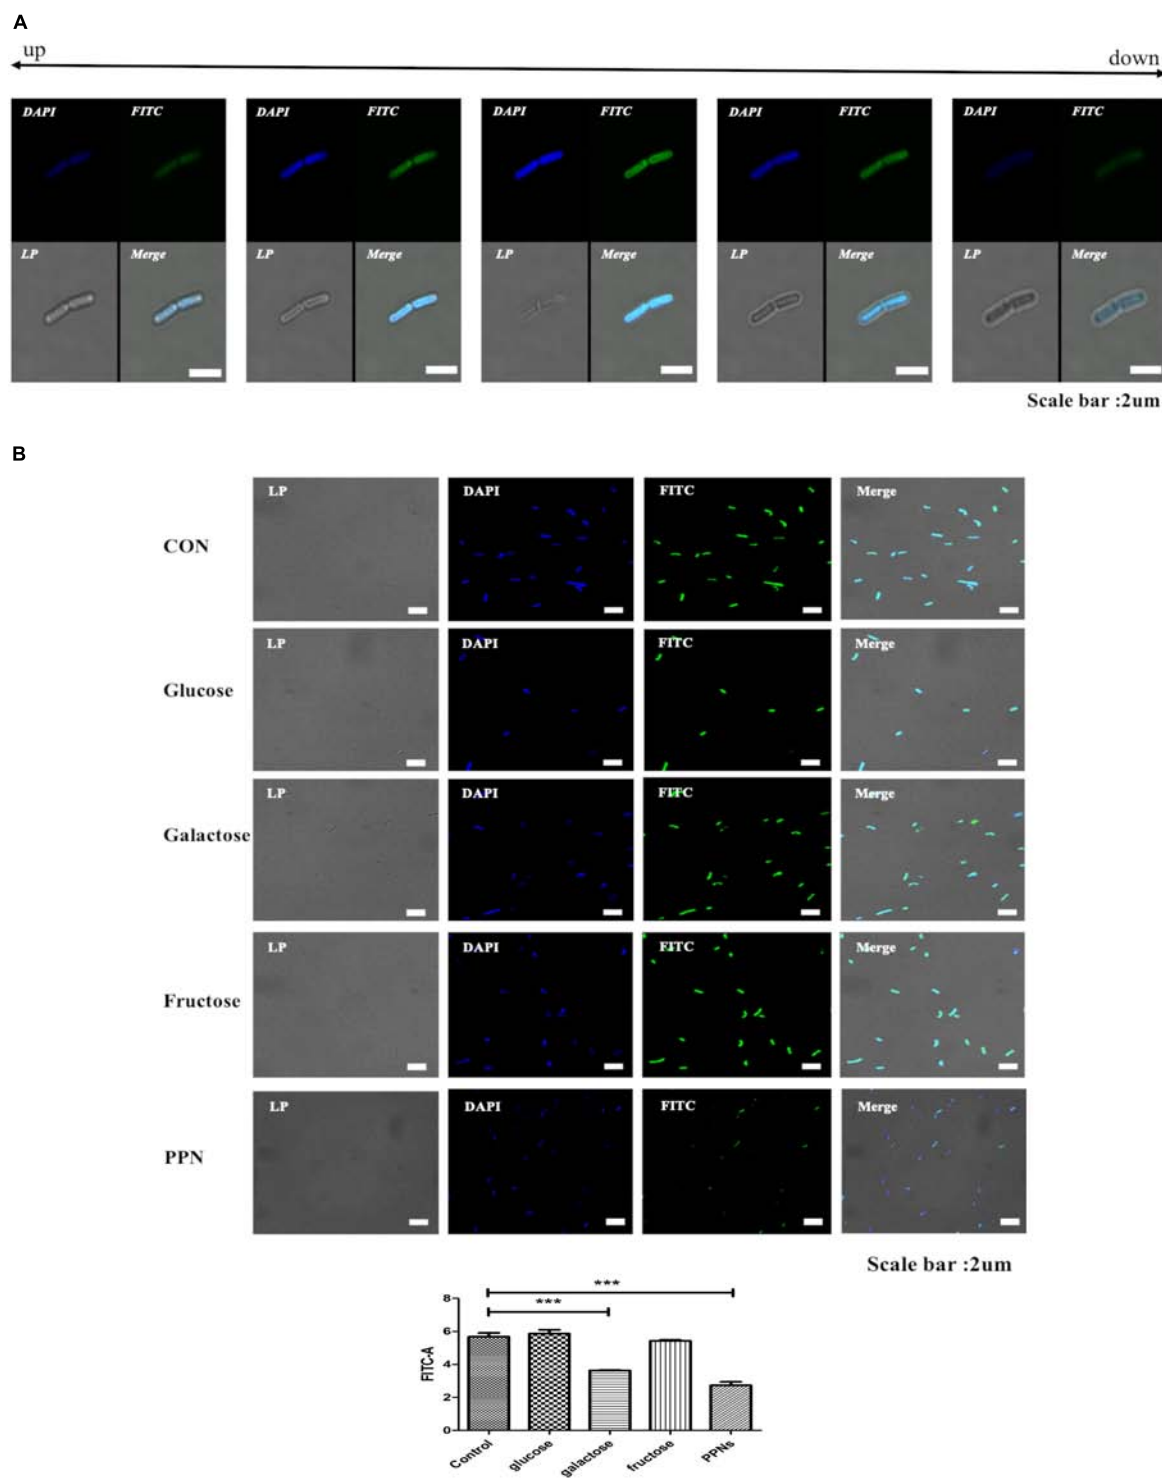 A
up
down
DAPI FITC DAPI FITC DAPI FITC DAPI FITC DAPI FITC
LP Merge LP Merge LP Merge LP Merge LP Merge
Scale bar :2um
B
LP DAPI FITC Merge
CON
LP DAPI FITC Merge
Glucose
LP DAPI FITC Merge
Galactose
LP DAPI FITC Merge
Fructose
LP DAPI FITC Merge
PPN
Scale bar :2um
***
***
8
6
4
2
0
FITC-A
Control glucose galactose fructose PPNs